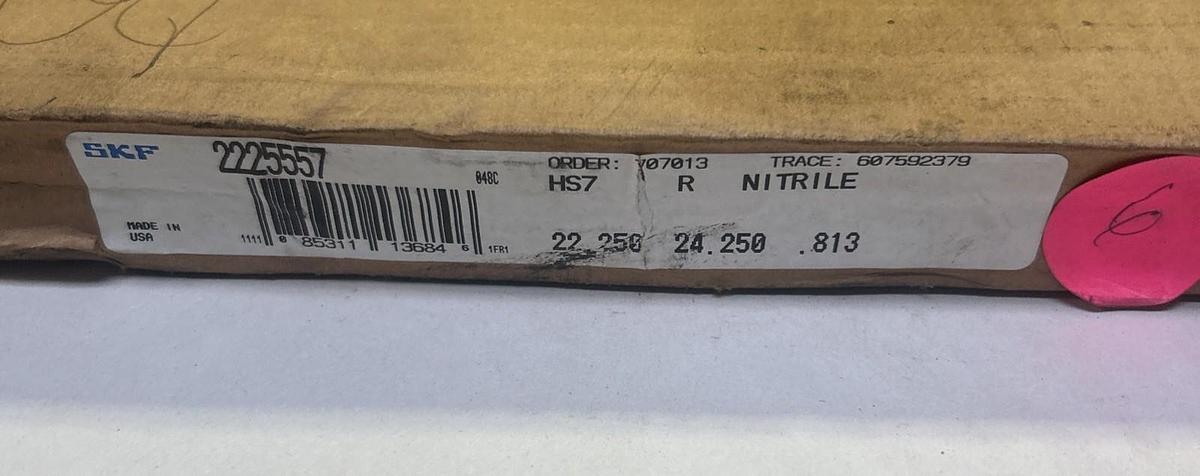 SKF 2225557
048C
MADE IN
USA
1111 0 85311 13684 6 1FR1
ORDER: 707013 TRACE: 607592379
HS7 R NITRILE
22.250 24.250 .813
6